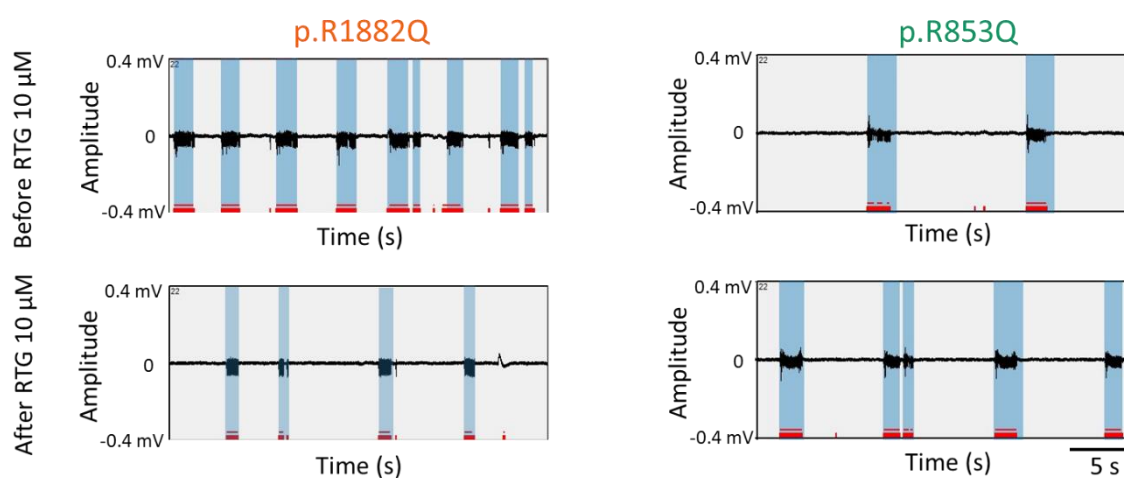 p.R1882Q
p.R853Q
Before RTG 10 µM
Amplitude
0.4 mV
0
-0.4 mV
22
Time (s)
Amplitude
0.4 mV
0
-0.4 mV
22
Time (s)
After RTG 10 µM
Amplitude
0.4 mV
0
-0.4 mV
22
Time (s)
Amplitude
0.4 mV
0
-0.4 mV
22
Time (s)
5 s